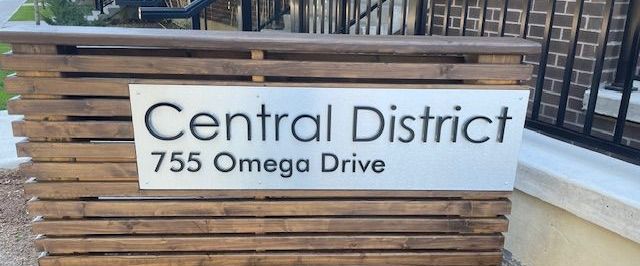 Central District
755 Omega Drive